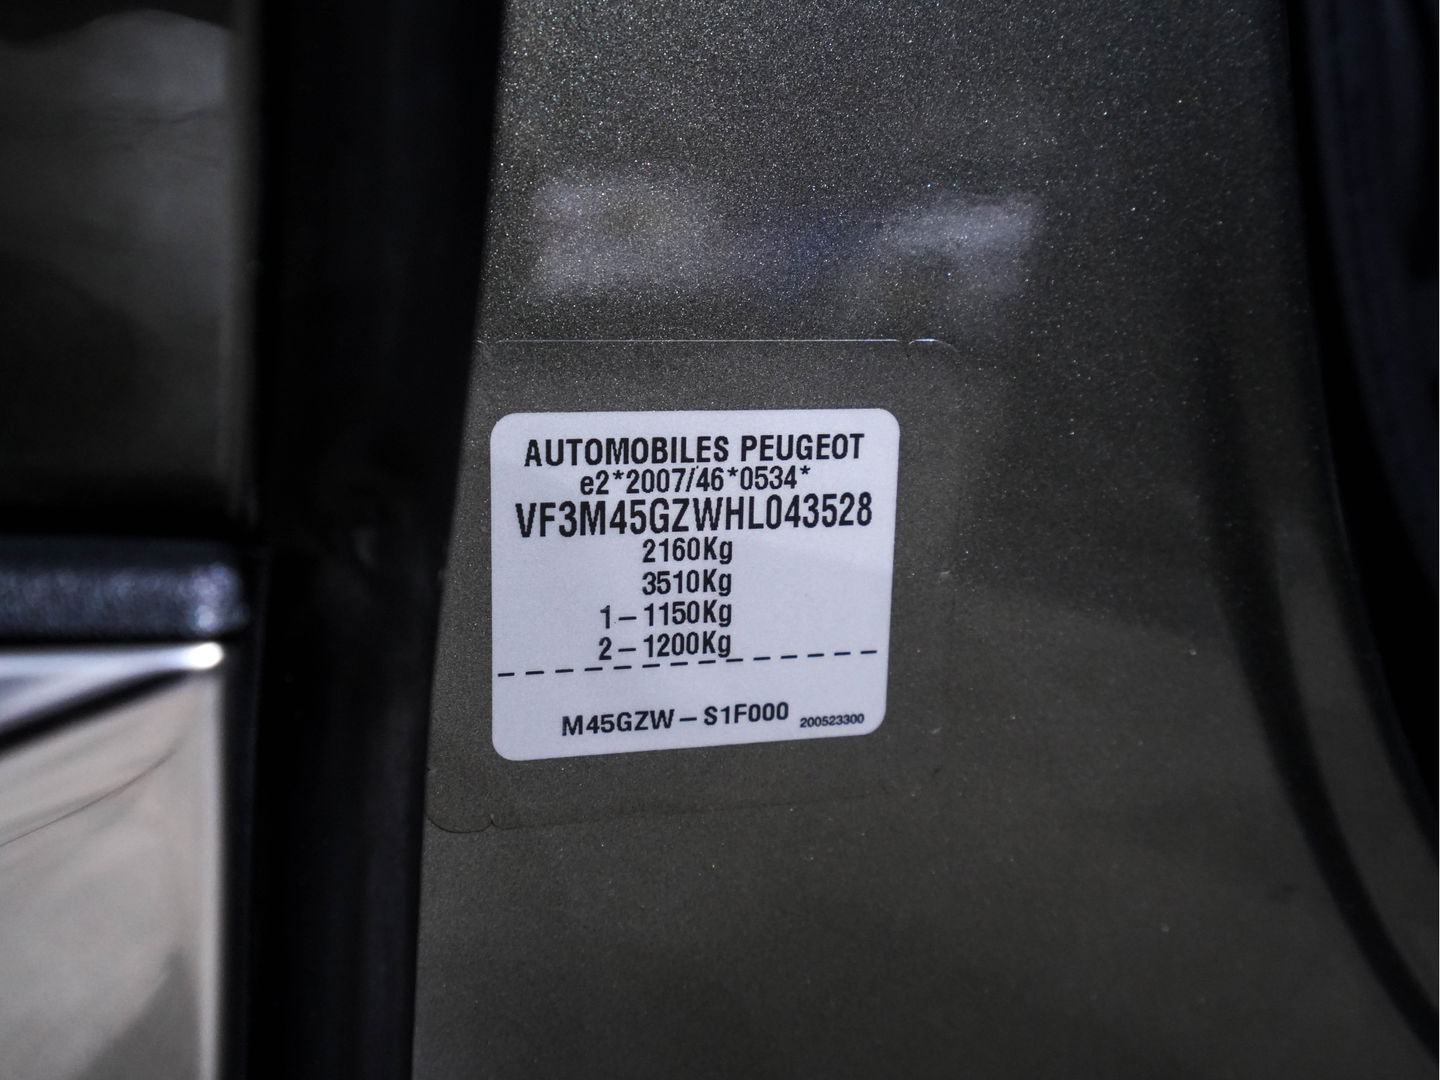 AUTOMOBILES PEUGEOT
e2*2007/46*0534*
VF3M45GZWHL043528
2160Kg
3510Kg
1–1150Kg
2–1200Kg
M45GZW–S1F000 200523300